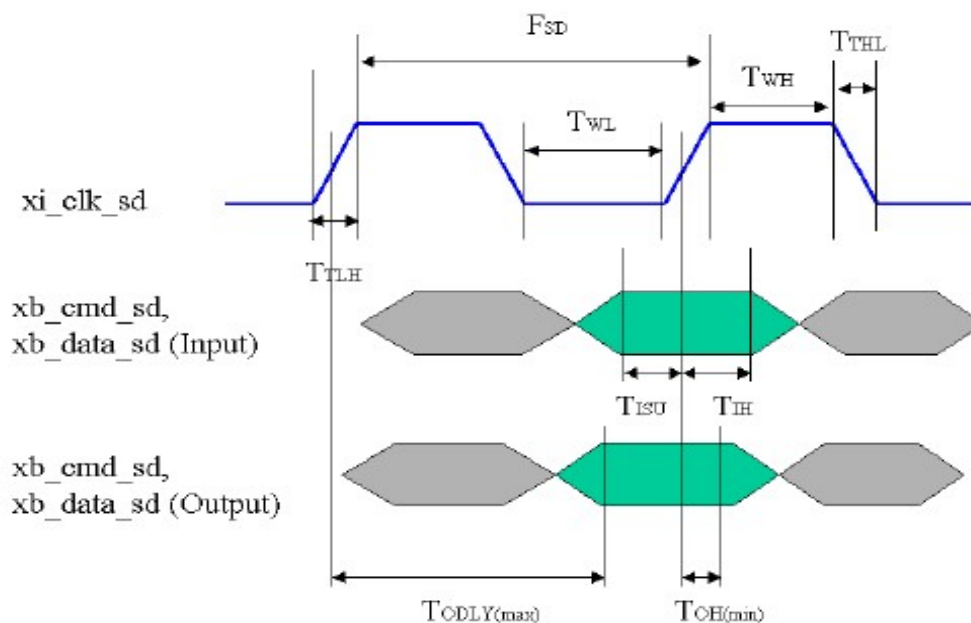 FSD
TTHL
TWH
TWL
xi_clk_sd
TTLH
xb_cmd_sd,
xb_data_sd (Input)
TISU
TIH
xb_cmd_sd,
xb_data_sd (Output)
TODLY(max)
TOH(min)